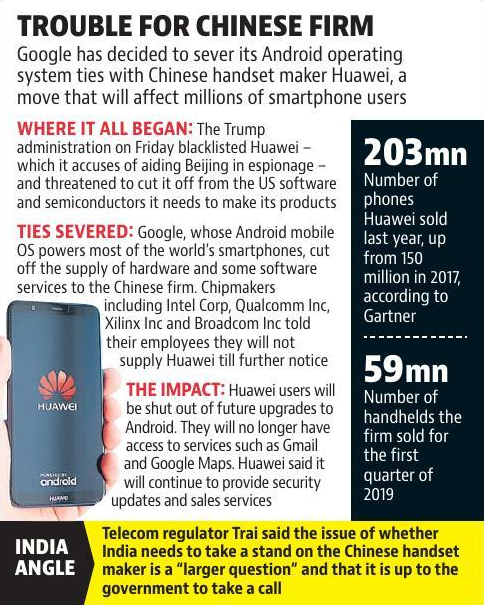 TROUBLE FOR CHINESE FIRM
Google has decided to sever its Android operating
system ties with Chinese handset maker Huawei, a
move that will affect millions of smartphone users
WHERE IT ALL BEGAN: The Trump
administration on Friday blacklisted Huawei –
which it accuses of aiding Beijing in espionage –
and threatened to cut it off from the US software
and semiconductors it needs to make its products
TIES SEVERED: Google, whose Android mobile
OS powers most of the world's smartphones, cut
off the supply of hardware and some software
services to the Chinese firm. Chipmakers
including Intel Corp, Qualcomm Inc,
Xilinx Inc and Broadcom Inc told
their employees they will not
supply Huawei till further notice
THE IMPACT: Huawei users will
be shut out of future upgrades to
Android. They will no longer have
access to services such as Gmail
and Google Maps. Huawei said it
will continue to provide security
updates and sales services
HUAWEI
POWERED BY
android
HUAWEI
203mn
Number of
phones
Huawei sold
last year, up
from 150
million in 2017,
according to
Gartner
59mn
Number of
handhelds the
firm sold for
the first
quarter of
2019
INDIA
ANGLE
Telecom regulator Trai said the issue of whether
India needs to take a stand on the Chinese handset
maker is a "larger question" and that it is up to the
government to take a call